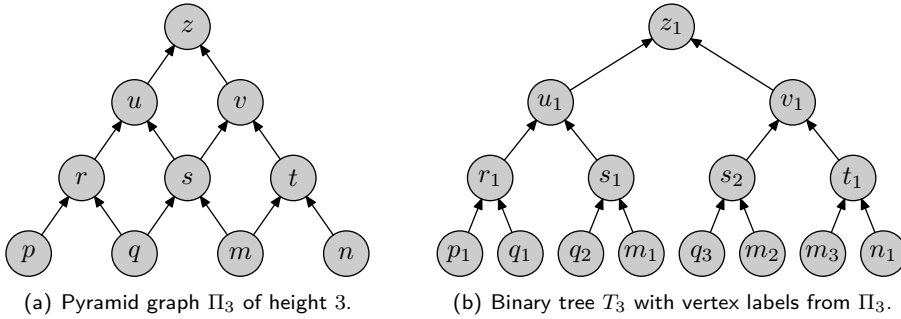 z z₁
u v u₁ v₁
r s t r₁ s₁ s₂ t₁
p q m n p₁ q₁ q₂ m₁ q₃ m₂ m₃ n₁
(a) Pyramid graph Π₃ of height 3. (b) Binary tree T₃ with vertex labels from Π₃.